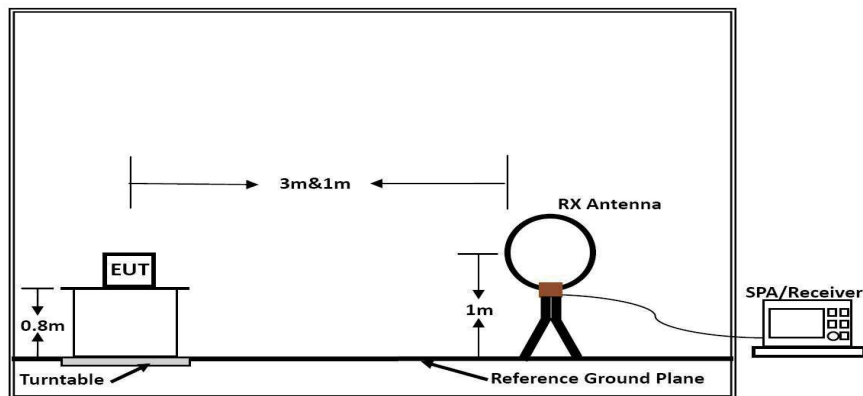 3m&1m
RX Antenna
EUT
SPA/Receiver
0.8m
1m
Turntable
Reference Ground Plane